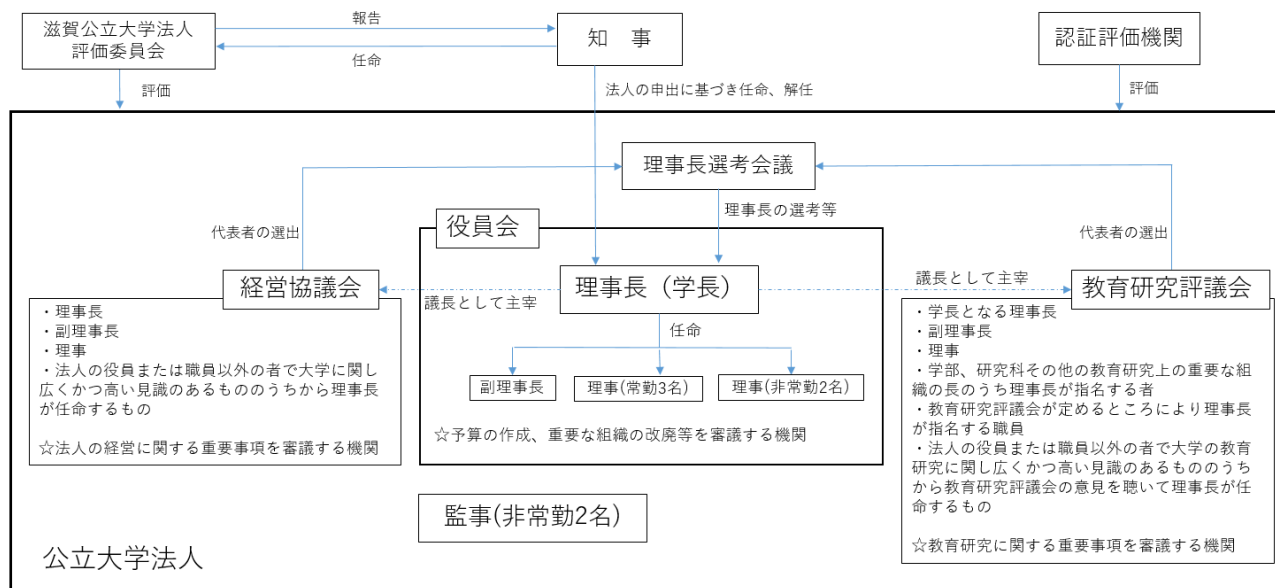 滋賀公立大学法人
評価委員会
報告
任命
知　事
認証評価機関
評価
法人の申出に基づき任命、解任
評価
理事長選考会議
代表者の選出
理事長の選考等
代表者の選出
役員会
経営協議会
議長として主宰
理事長（学長）
議長として主宰
教育研究評議会
・理事長
・副理事長
・理事
・法人の役員または職員以外の者で大学に関し
広くかつ高い見識のあるもののうちから理事長
が任命するもの
☆法人の経営に関する重要事項を審議する機関
任命
副理事長
理事(常勤3名)
理事(非常勤2名)
☆予算の作成、重要な組織の改廃等を審議する機関
・学長となる理事長
・副理事長
・理事
・学部、研究科その他の教育研究上の重要な組
織の長のうち理事長が指名する者
・教育研究評議会が定めるところにより理事長
が指名する職員
・法人の役員または職員以外の者で大学の教育
研究に関し広くかつ高い見識のあるもののうち
から教育研究評議会の意見を聴いて理事長が任
命するもの
☆教育研究に関する重要事項を審議する機関
監事(非常勤2名)
公立大学法人